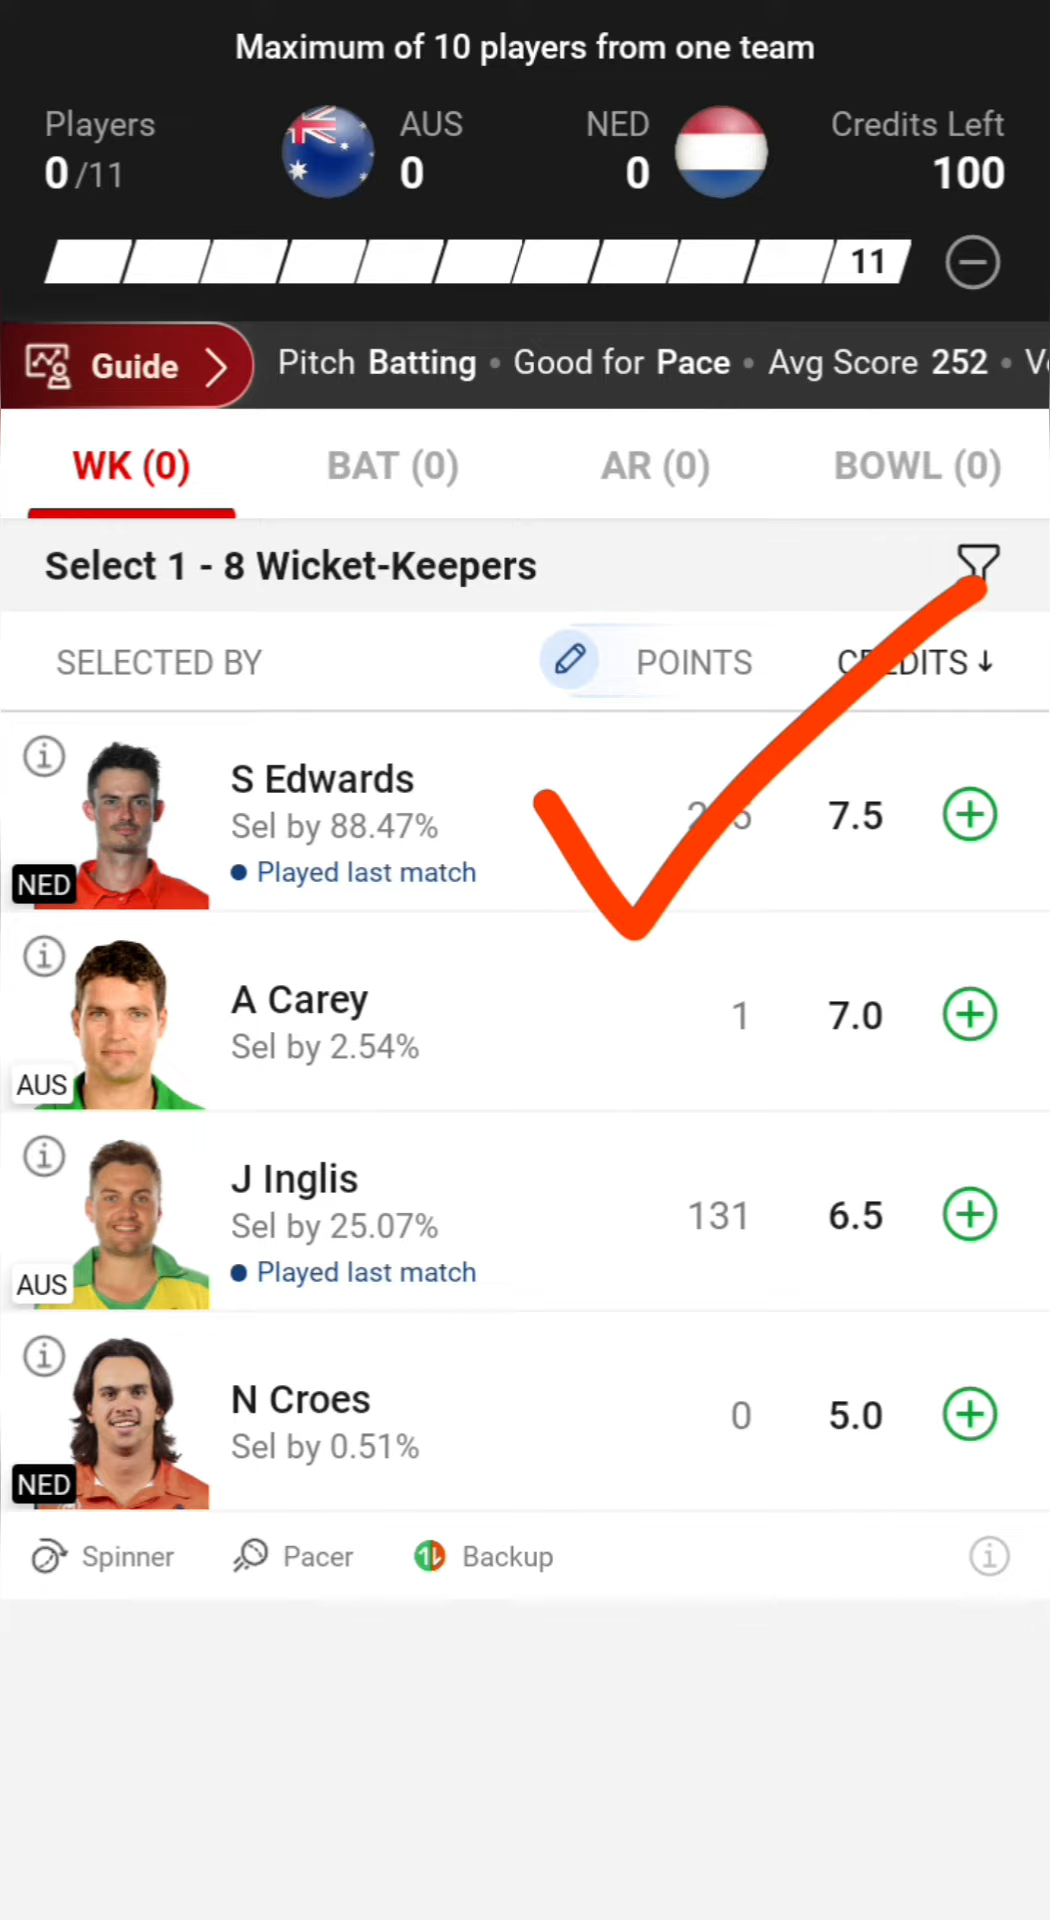 Maximum of 10 players from one team
Players AUS NED Credits Left
0/11 0 0 100
11
Guide Pitch Batting • Good for Pace • Avg Score 252 •
WK (0) BAT (0) AR (0) BOWL (0)
Select 1 - 8 Wicket-Keepers
SELECTED BY POINTS CREDITS ↓
S Edwards
Sel by 88.47% 7.5
Played last match
NED
A Carey
Sel by 2.54% 1 7.0
AUS
J Inglis
Sel by 25.07% 131 6.5
Played last match
AUS
N Croes
Sel by 0.51% 0 5.0
NED
Spinner Pacer Backup